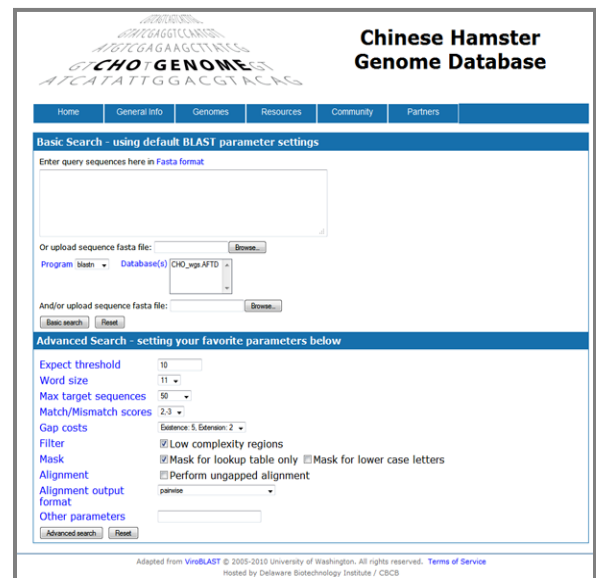 ATGTCGAGAAGCTTATCG
GTCHOTGENOMEGT
ATCATATTGGACGTACAG
Chinese Hamster
Genome Database
Home General Info Genomes Resources Community Partners
Basic Search - using default BLAST parameter settings
Enter query sequences here in Fasta format
Or upload sequence fasta file: Browse...
Program blastn Database(s) CHO_wgs.AFTD
And/or upload sequence fasta file: Browse...
Basic search Reset
Advanced Search - setting your favorite parameters below
Expect threshold 10
Word size 11
Max target sequences 50
Match/Mismatch scores 2,-3
Gap costs Existence: 5, Extension: 2
Filter Low complexity regions
Mask Mask for lookup table only Mask for lower case letters
Alignment Perform ungapped alignment
Alignment output pairwise
format
Other parameters
Advanced search Reset
Adapted from ViroBLAST © 2005-2010 University of Washington. All rights reserved. Terms of Service
Hosted by Delaware Biotechnology Institute / CBCB